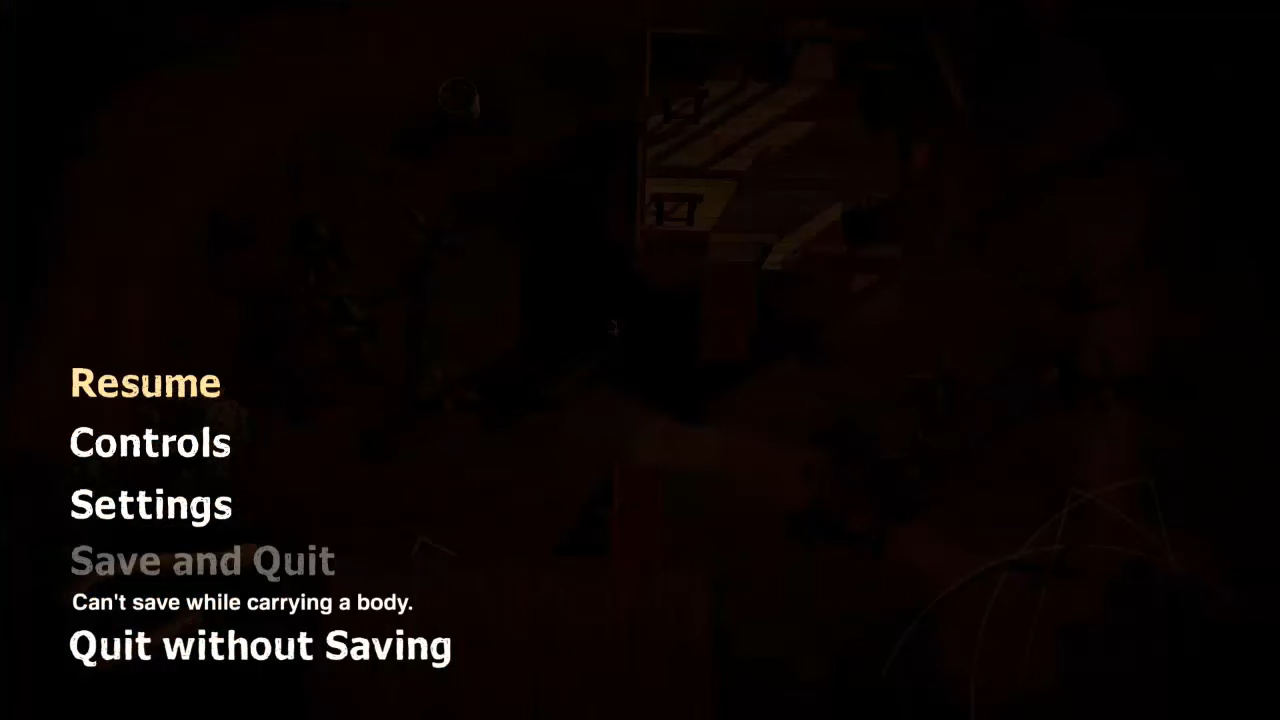 Resume
Controls
Settings
Save and Quit
Can't save while carrying a body.
Quit without Saving